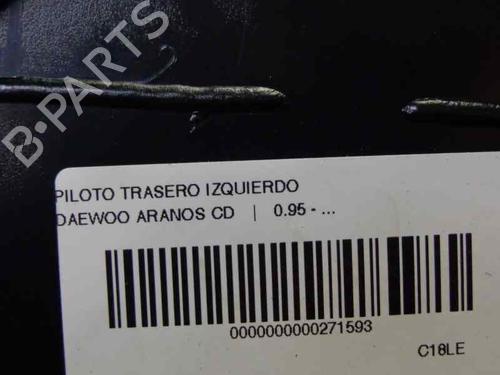 B-PARTS
PILOTO TRASERO IZQUIERDO
DAEWOO ARANOS CD | 0.95 - ...
0000000000271593
C18LE